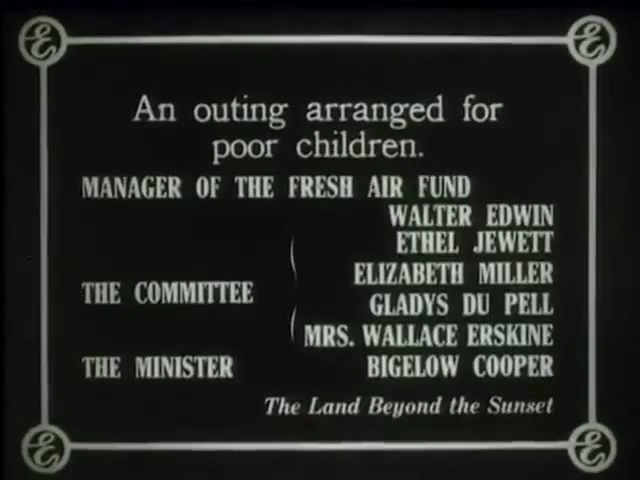 An outing arranged for
poor children.
MANAGER OF THE FRESH AIR FUND
WALTER EDWIN
ETHEL JEWETT
ELIZABETH MILLER
THE COMMITTEE
GLADYS DU PELL
MRS. WALLACE ERSKINE
THE MINISTER BIGELOW COOPER
The Land Beyond the Sunset